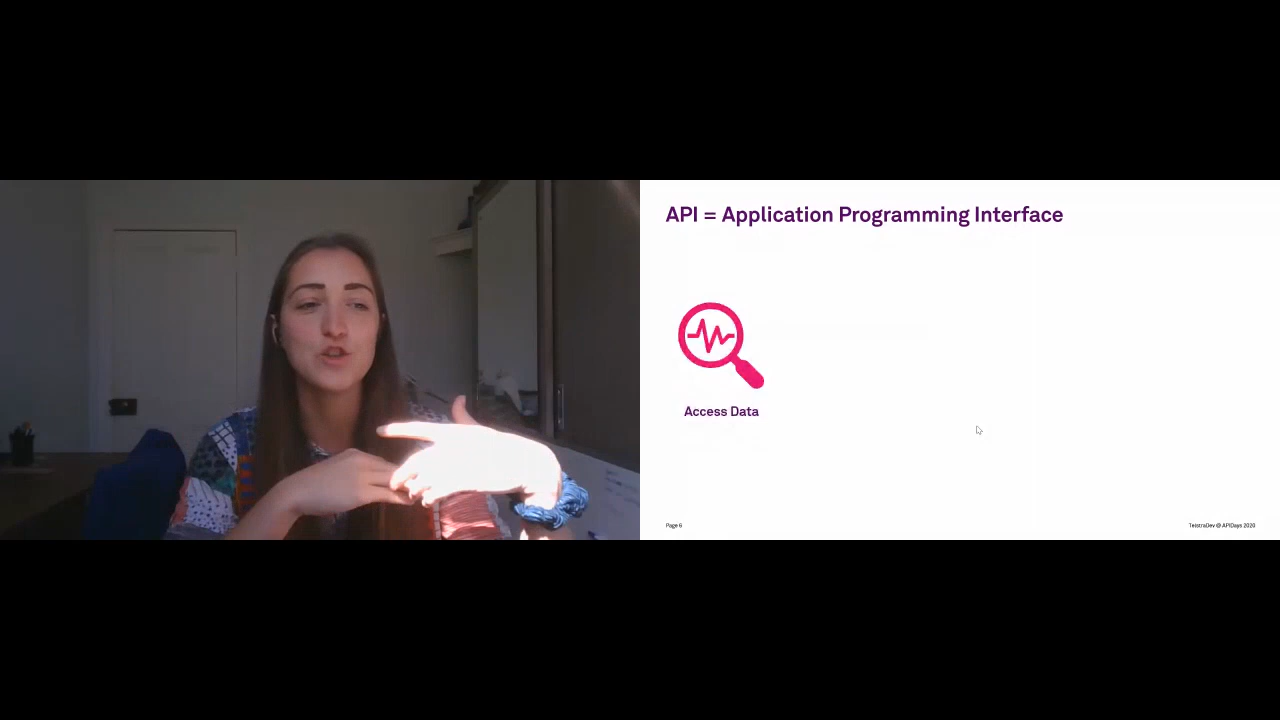 API = Application Programming Interface
Access Data
Page 6
TelstraDev @ APIDays 2020